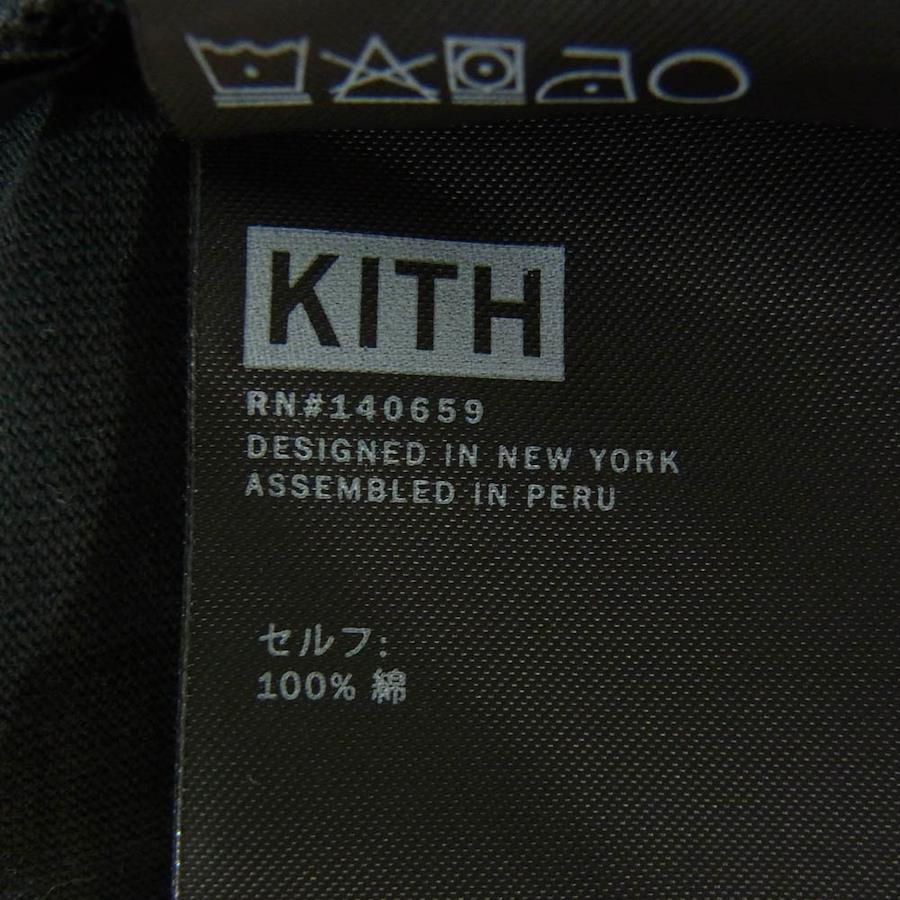 KITH
RN#140659
DESIGNED IN NEW YORK
ASSEMBLED IN PERU
セルフ:
100% 綿